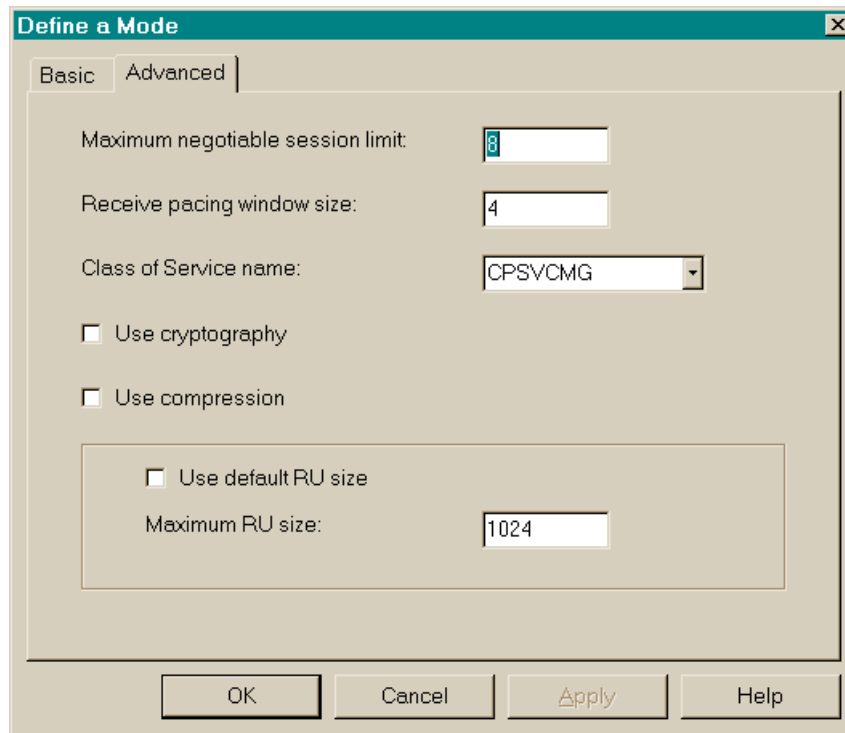 Define a Mode
Basic Advanced
Maximum negotiable session limit: 8
Receive pacing window size: 4
Class of Service name: CPSVCMG
Use cryptography
Use compression
Use default RU size
Maximum RU size: 1024
OK Cancel Apply Help